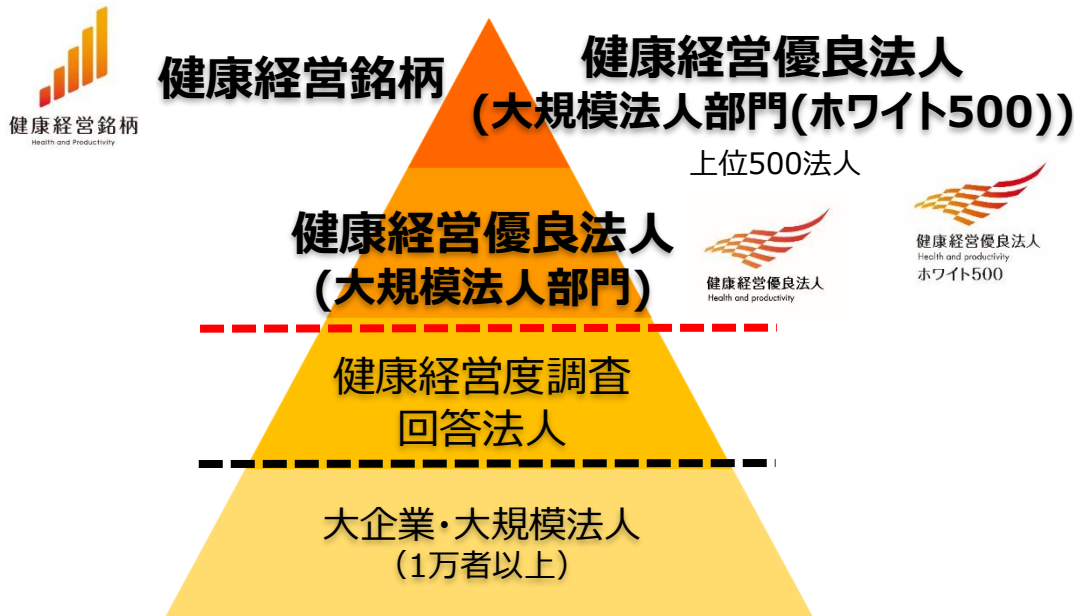 健康経営銘柄
Health and Productivity
健康経営銘柄
健康経営優良法人
(大規模法人部門(ホワイト500))
上位500法人
健康経営優良法人
Health and productivity
ホワイト500
健康経営優良法人
(大規模法人部門)
健康経営優良法人
Health and productivity
健康経営度調査
回答法人
大企業・大規模法人
（1万者以上）